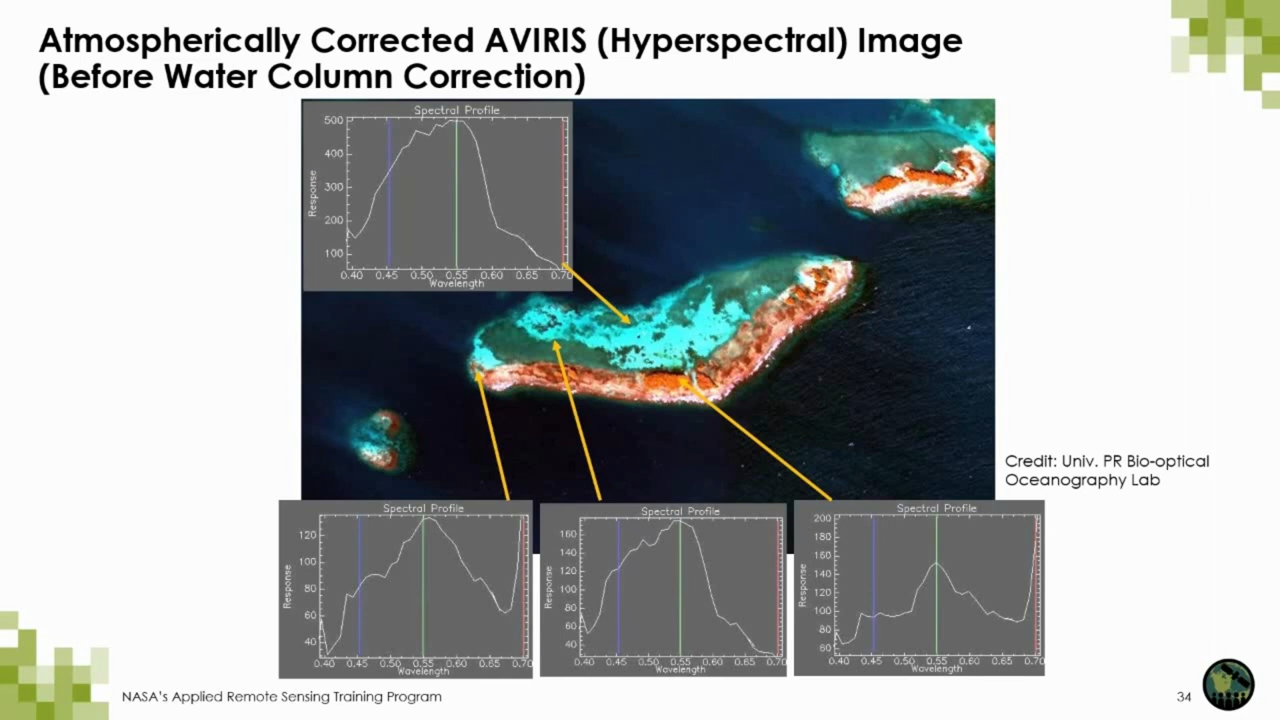 Atmospherically Corrected AVIRIS (Hyperspectral) Image
(Before Water Column Correction)
Spectral Profile
500
400
300
200
100
Response
0.40 0.45 0.50 0.55 0.60 0.65 0.70
Wavelength
Credit: Univ. PR Bio-optical
Oceanography Lab
Spectral Profile
120
100
80
60
40
Response
0.40 0.45 0.50 0.55 0.60 0.65 0.70
Wavelength
Spectral Profile
160
140
120
100
80
60
40
Response
0.40 0.45 0.50 0.55 0.60 0.65 0.70
Wavelength
Spectral Profile
200
180
160
140
120
100
80
60
Response
0.40 0.45 0.50 0.55 0.60 0.65 0.70
Wavelength
NASA's Applied Remote Sensing Training Program
34